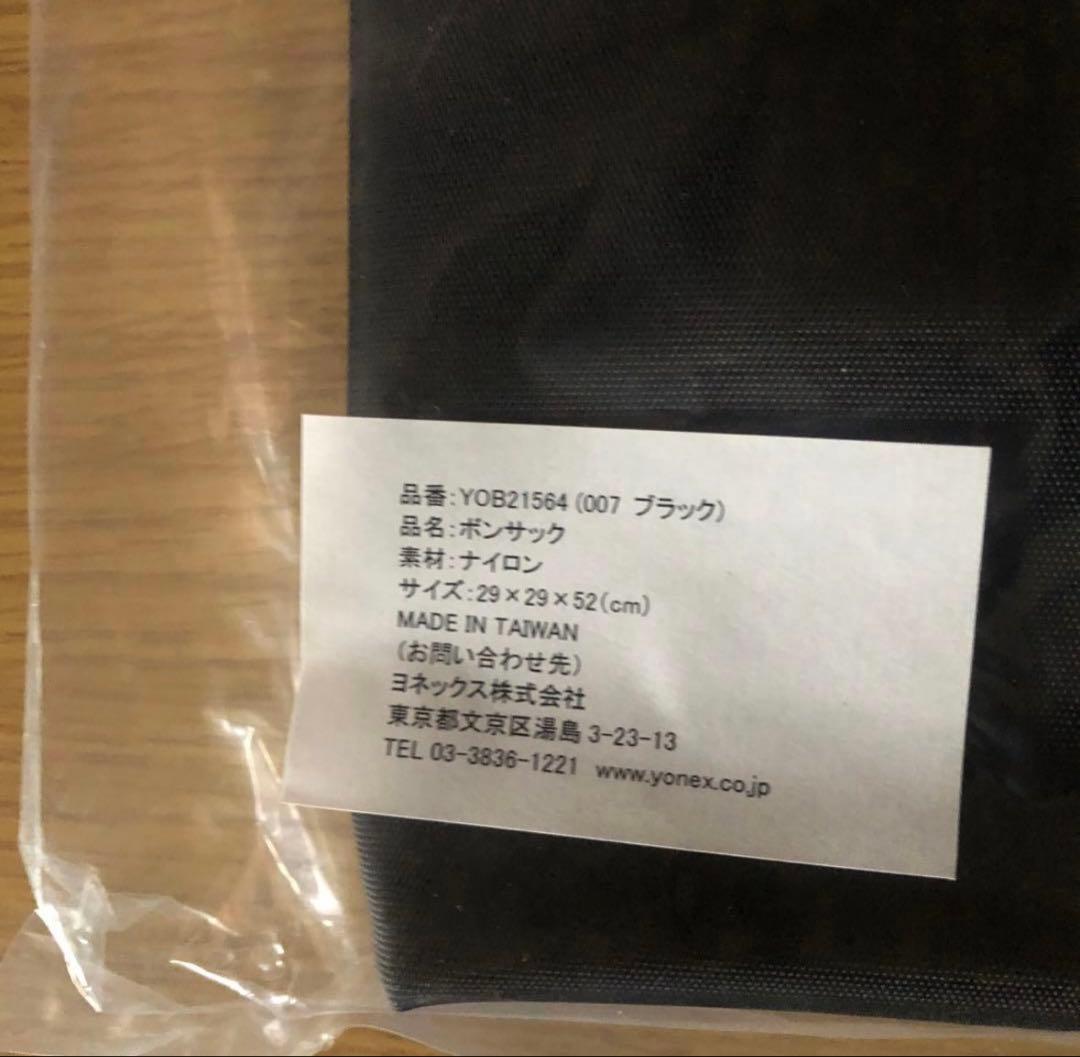 品番:YOB21564(007 ブラック)
品名:ボンサック
素材:ナイロン
サイズ:29×29×52(cm)
MADE IN TAIWAN
(お問い合わせ先)
ヨネックス株式会社
東京都文京区湯島 3-23-13
TEL 03-3836-1221 www.yonex.co.jp